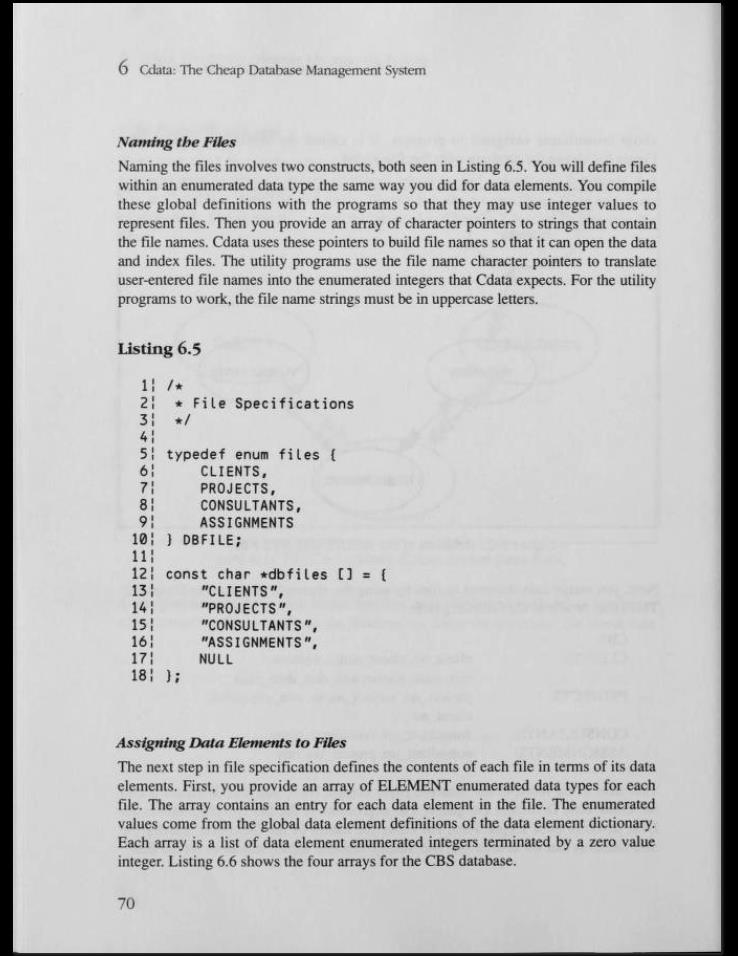 6 Cdata: The Cheap Database Management System
Naming the Files
Naming the files involves two constructs, both seen in Listing 6.5. You will define files
within an enumerated data type the same way you did for data elements. You compile
these global definitions with the programs so that they may use integer values to
represent files. Then you provide an array of character pointers to strings that contain
the file names. Cdata uses these pointers to build file names so that it can open the data
and index files. The utility programs use the file name character pointers to translate
user-entered file names into the enumerated integers that Cdata expects. For the utility
programs to work, the file name strings must be in uppercase letters.
Listing 6.5
1¦ /*
2¦  * File Specifications
3¦  */
4¦
5¦ typedef enum files {
6¦     CLIENTS,
7¦     PROJECTS,
8¦     CONSULTANTS,
9¦     ASSIGNMENTS
10¦ } DBFILE;
11¦
12¦ const char *dbfiles [] = {
13¦     "CLIENTS",
14¦     "PROJECTS",
15¦     "CONSULTANTS",
16¦     "ASSIGNMENTS",
17¦     NULL
18¦ };
Assigning Data Elements to Files
The next step in file specification defines the contents of each file in terms of its data
elements. First, you provide an array of ELEMENT enumerated data types for each
file. The array contains an entry for each data element in the file. The enumerated
values come from the global data element definitions of the data element dictionary.
Each array is a list of data element enumerated integers terminated by a zero value
integer. Listing 6.6 shows the four arrays for the CBS database.
70